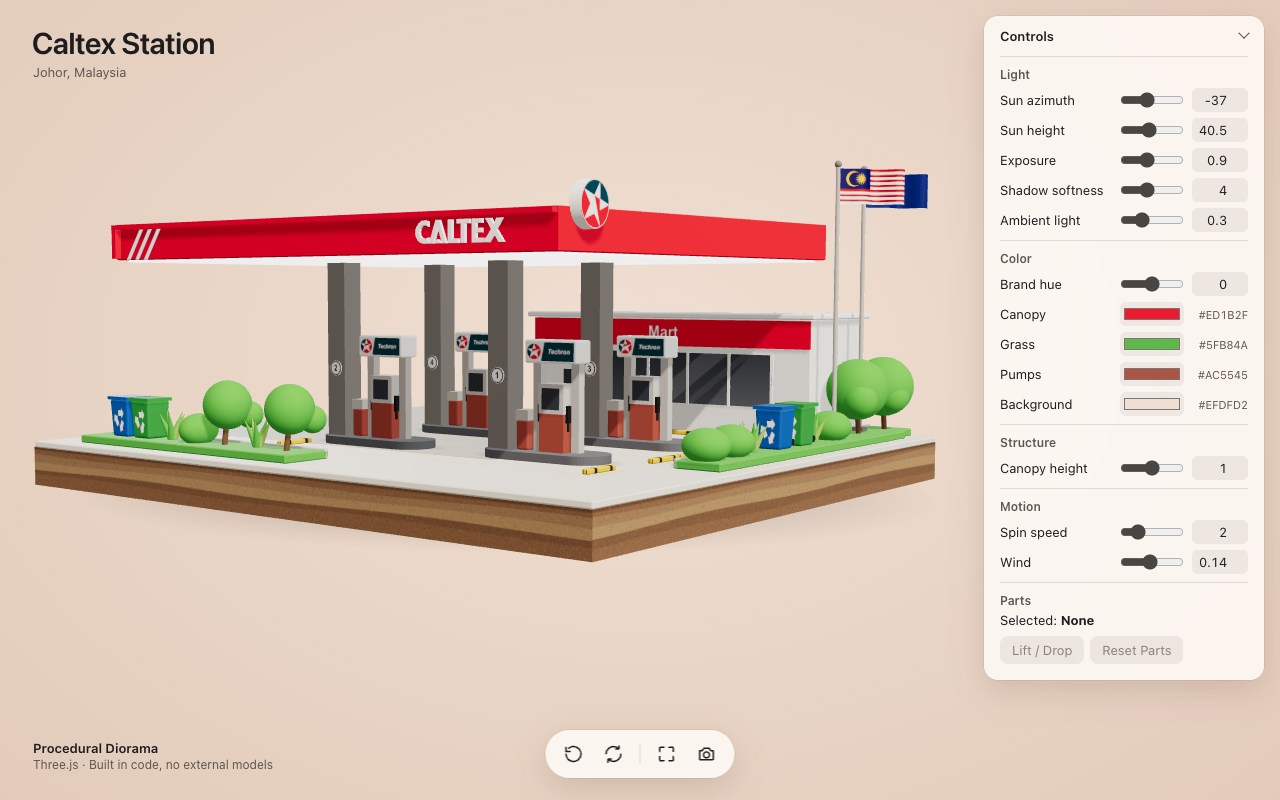 Caltex Station
Johor, Malaysia
CALTEX
Mart
Techron
Techron
Techron
Techron
2
4
1
3
Controls
Light
Sun azimuth -37
Sun height 40.5
Exposure 0.9
Shadow softness 4
Ambient light 0.3
Color
Brand hue 0
Canopy #ED1B2F
Grass #5FB84A
Pumps #AC5545
Background #EFDFD2
Structure
Canopy height 1
Motion
Spin speed 2
Wind 0.14
Parts
Selected: None
Lift / Drop Reset Parts
Procedural Diorama
Three.js · Built in code, no external models